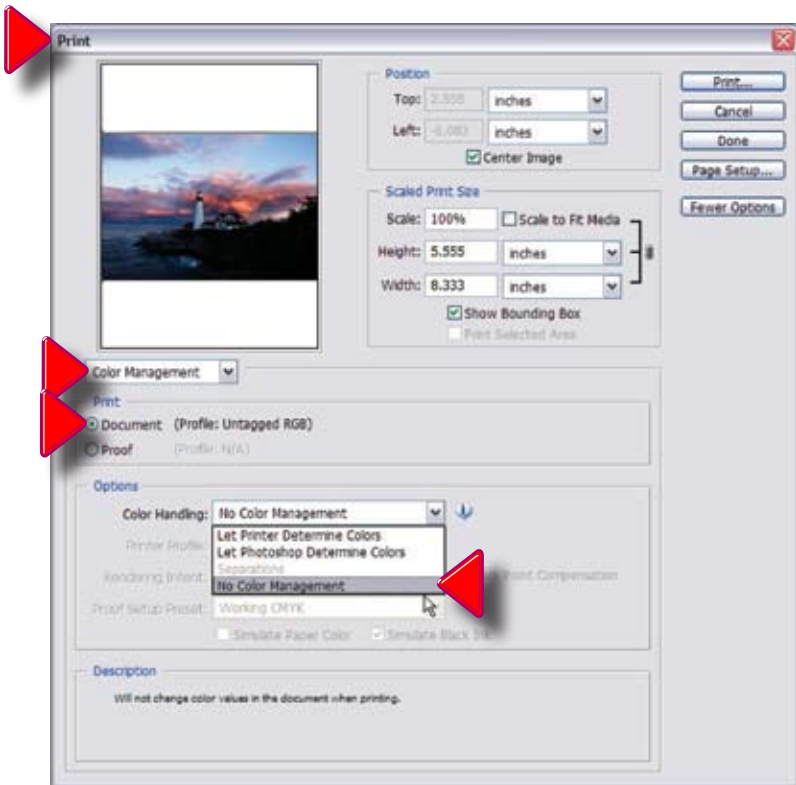 Print
Position
Top: 2.555 inches
Left: -0.083 inches
Center Image
Scaled Print Size
Scale: 100% Scale to Fit Media
Height: 5.555 inches
Width: 8.333 inches
Show Bounding Box
Print Selected Area
Print...
Cancel
Done
Page Setup...
Fewer Options
Color Management
Print
Document (Profile: Untagged RGB)
Proof (Profile: N/A)
Options
Color Handling: No Color Management
Let Printer Determine Colors
Let Photoshop Determine Colors
Separations
No Color Management
Printer Profile:
Rendering Intent: Point Compensation
Proof Setup Preset: Working CMYK
Simulate Paper Color Simulate Black Ink
Description
Will not change color values in the document when printing.